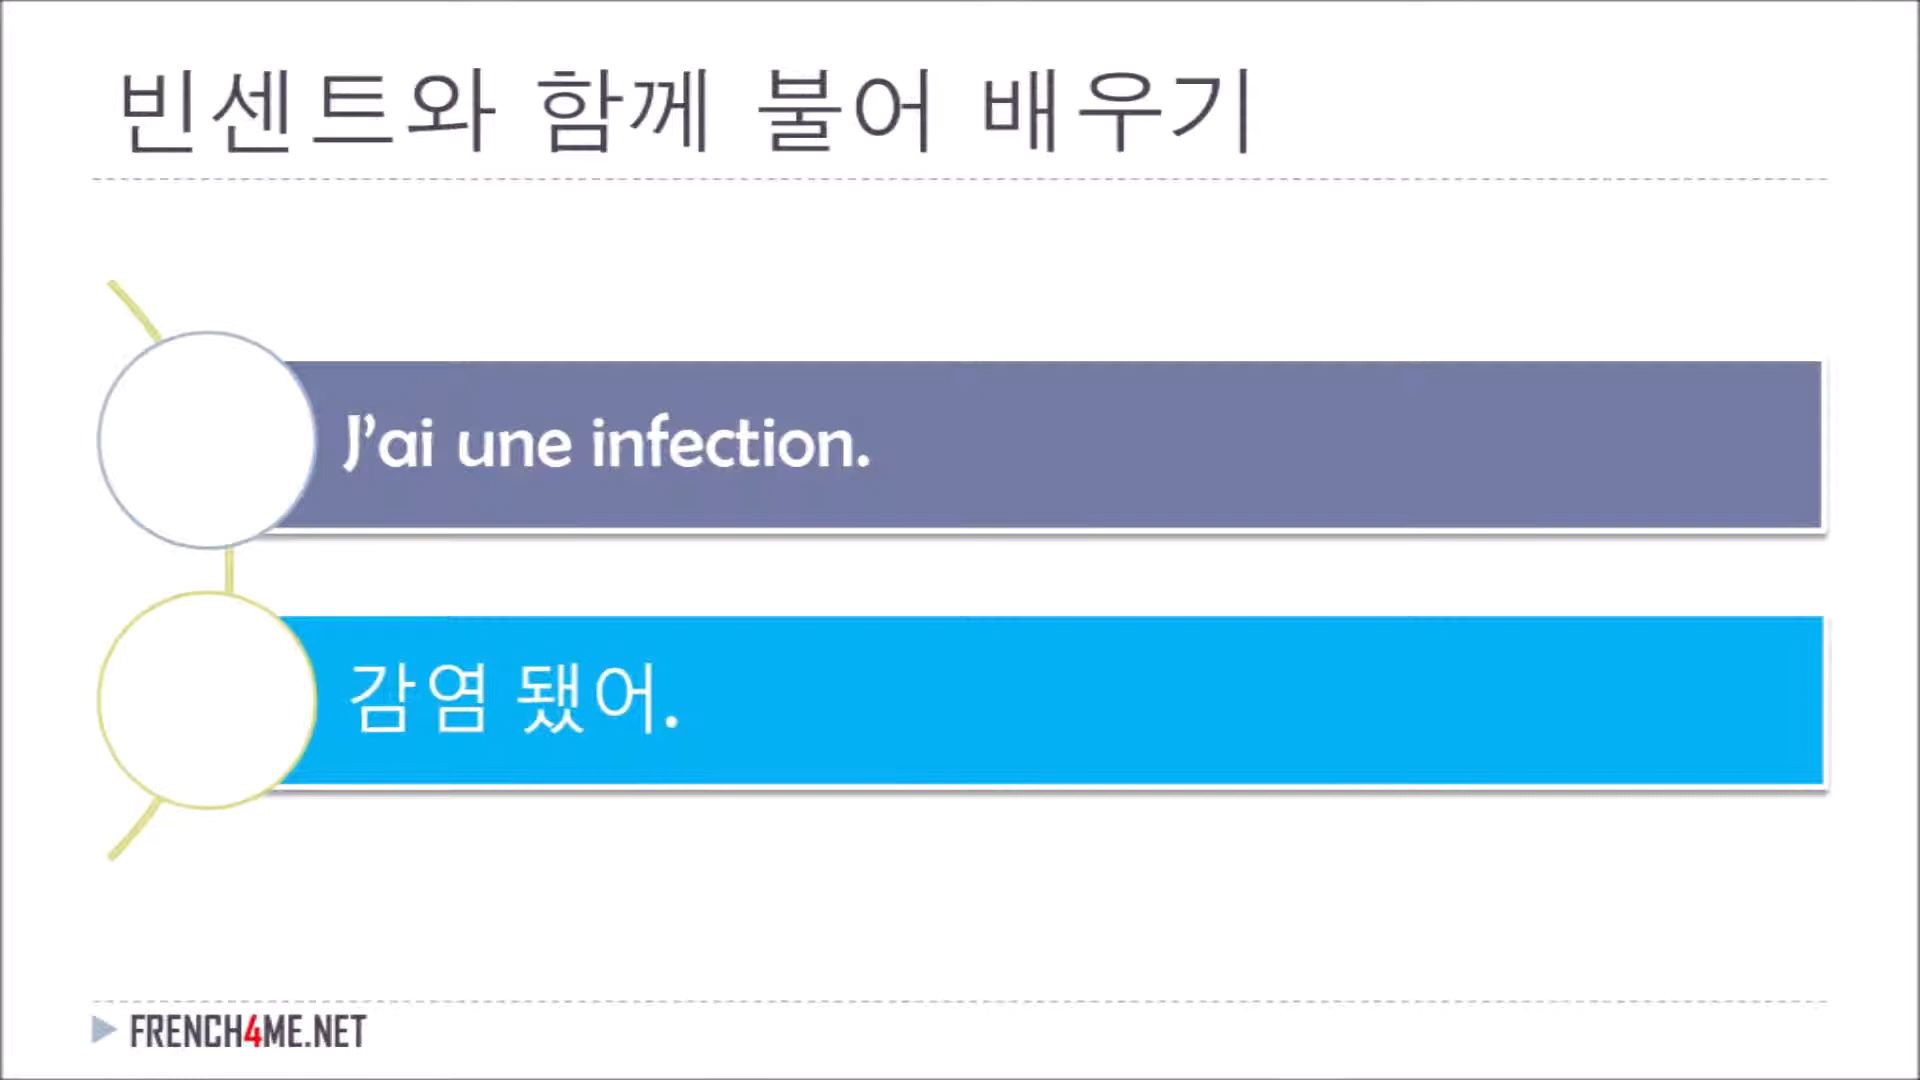 빈센트와 함께 불어 배우기
J'ai une infection.
감염 됐어.
FRENCH4ME.NET